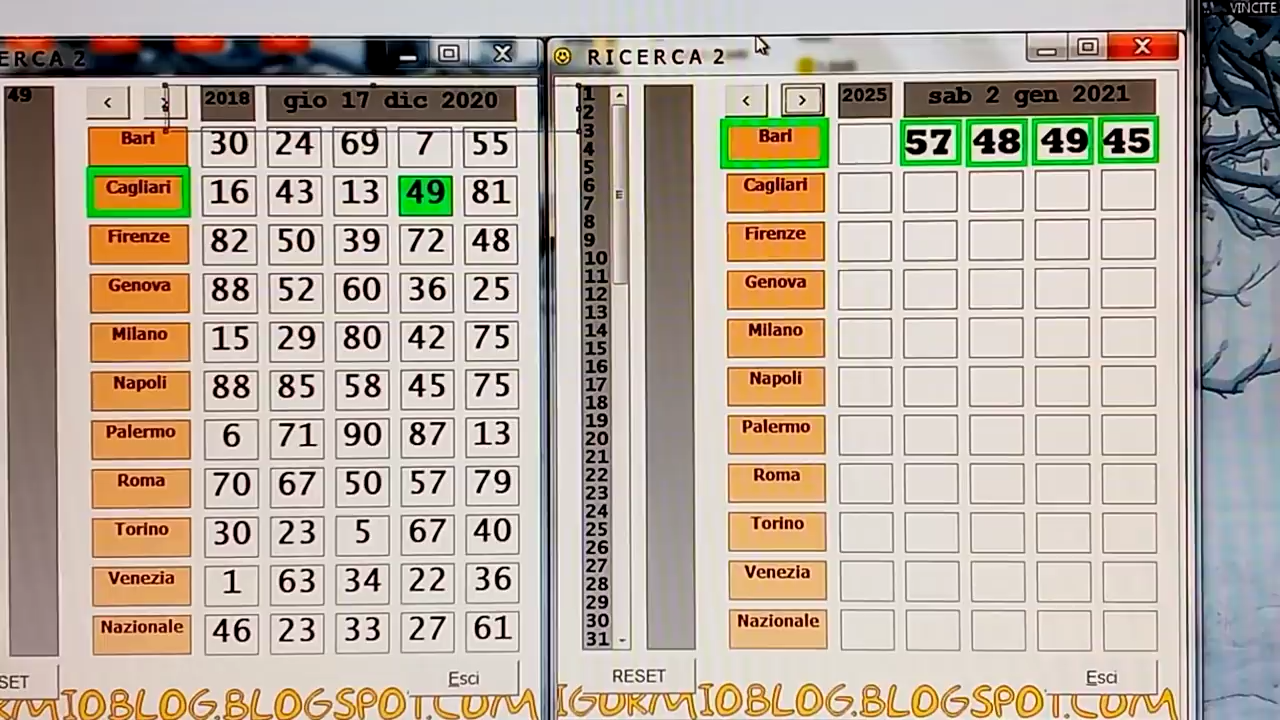 VINCITE
ERCA 2
49
< >
2018 gio 17 dic 2020
Bari 30 24 69 7 55
Cagliari 16 43 13 49 81
Firenze 82 50 39 72 48
Genova 88 52 60 36 25
Milano 15 29 80 42 75
Napoli 88 85 58 45 75
Palermo 6 71 90 87 13
Roma 70 67 50 57 79
Torino 30 23 5 67 40
Venezia 1 63 34 22 36
Nazionale 46 23 33 27 61
SET Esci
RMIOBLOG.BLOGSPOT.COM
RICERCA 2
1
2
3
4
5
6
7
8
9
10
11
12
13
14
15
16
17
18
19
20
21
22
23
24
25
26
27
28
29
30
31
< >
2025 sab 2 gen 2021
Bari 57 48 49 45
Cagliari
Firenze
Genova
Milano
Napoli
Palermo
Roma
Torino
Venezia
Nazionale
RESET Esci
IGORMIOBLOG.BLOGSPOT.COM